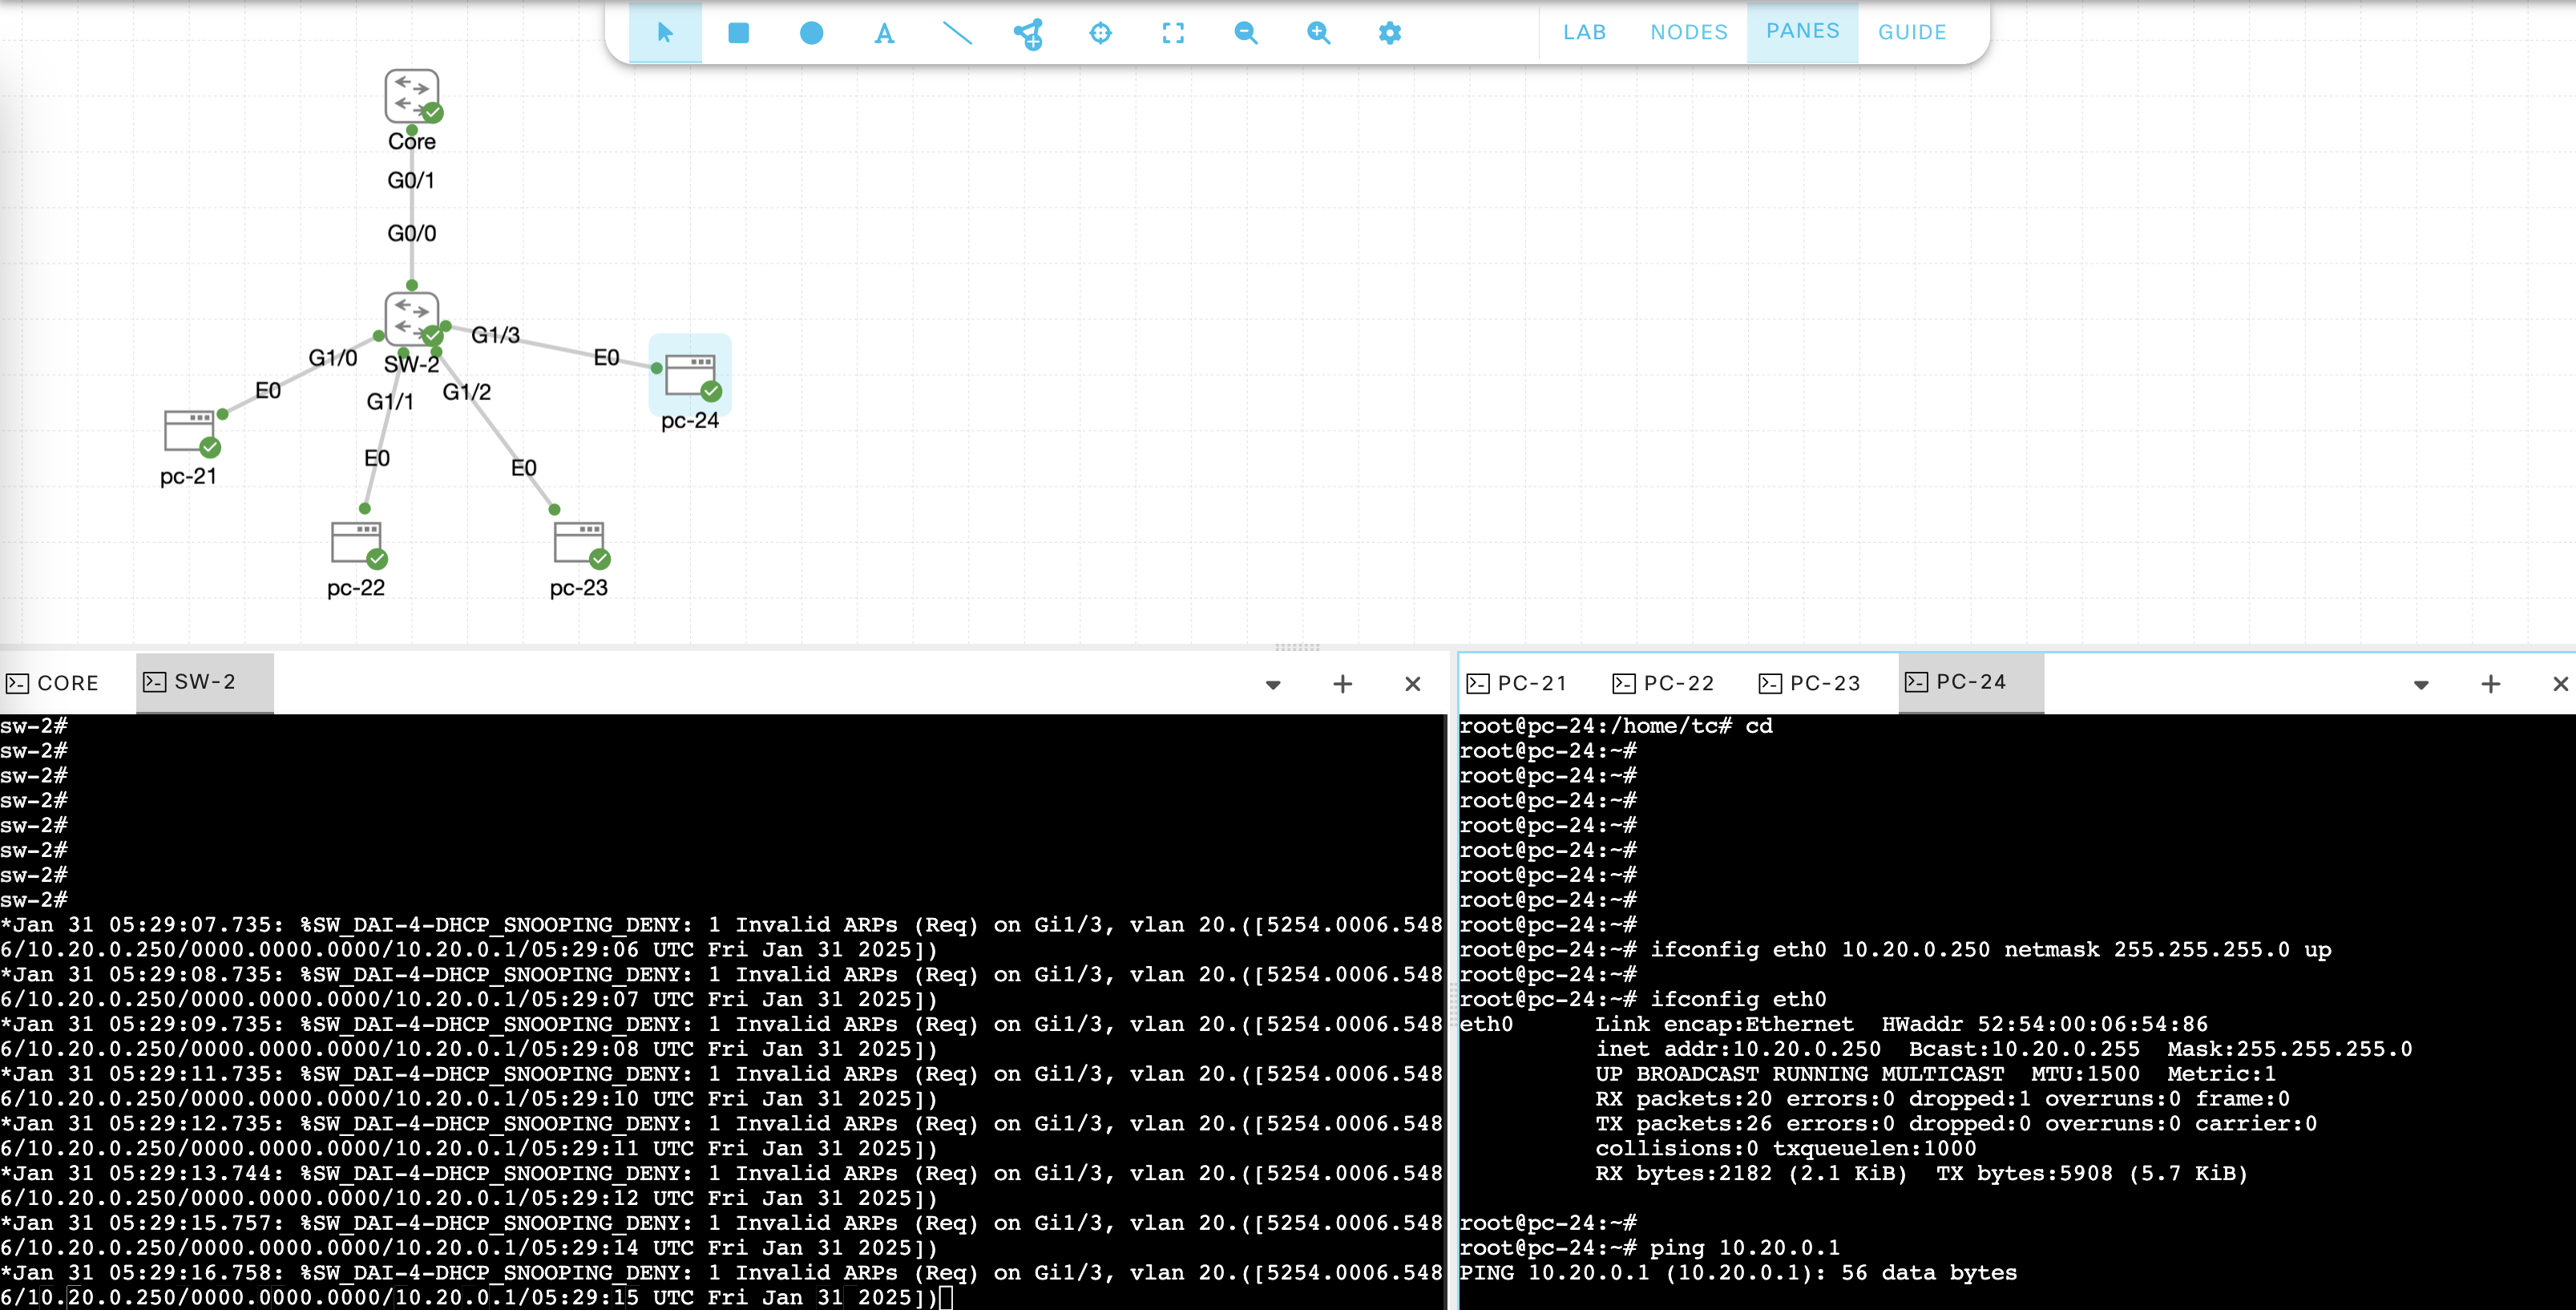 A
LAB NODES PANES GUIDE
Core
G0/1
G0/0
SW-2
G1/0
G1/1
G1/2
G1/3
E0
E0
E0
E0
pc-21
pc-22
pc-23
pc-24
CORE SW-2
sw-2#
sw-2#
sw-2#
sw-2#
sw-2#
sw-2#
sw-2#
sw-2#
*Jan 31 05:29:07.735: %SW_DAI-4-DHCP_SNOOPING_DENY: 1 Invalid ARPs (Req) on Gi1/3, vlan 20.([5254.0006.548
6/10.20.0.250/0000.0000.0000/10.20.0.1/05:29:06 UTC Fri Jan 31 2025])
*Jan 31 05:29:08.735: %SW_DAI-4-DHCP_SNOOPING_DENY: 1 Invalid ARPs (Req) on Gi1/3, vlan 20.([5254.0006.548
6/10.20.0.250/0000.0000.0000/10.20.0.1/05:29:07 UTC Fri Jan 31 2025])
*Jan 31 05:29:09.735: %SW_DAI-4-DHCP_SNOOPING_DENY: 1 Invalid ARPs (Req) on Gi1/3, vlan 20.([5254.0006.548
6/10.20.0.250/0000.0000.0000/10.20.0.1/05:29:08 UTC Fri Jan 31 2025])
*Jan 31 05:29:11.735: %SW_DAI-4-DHCP_SNOOPING_DENY: 1 Invalid ARPs (Req) on Gi1/3, vlan 20.([5254.0006.548
6/10.20.0.250/0000.0000.0000/10.20.0.1/05:29:10 UTC Fri Jan 31 2025])
*Jan 31 05:29:12.735: %SW_DAI-4-DHCP_SNOOPING_DENY: 1 Invalid ARPs (Req) on Gi1/3, vlan 20.([5254.0006.548
6/10.20.0.250/0000.0000.0000/10.20.0.1/05:29:11 UTC Fri Jan 31 2025])
*Jan 31 05:29:13.744: %SW_DAI-4-DHCP_SNOOPING_DENY: 1 Invalid ARPs (Req) on Gi1/3, vlan 20.([5254.0006.548
6/10.20.0.250/0000.0000.0000/10.20.0.1/05:29:12 UTC Fri Jan 31 2025])
*Jan 31 05:29:15.757: %SW_DAI-4-DHCP_SNOOPING_DENY: 1 Invalid ARPs (Req) on Gi1/3, vlan 20.([5254.0006.548
6/10.20.0.250/0000.0000.0000/10.20.0.1/05:29:14 UTC Fri Jan 31 2025])
*Jan 31 05:29:16.758: %SW_DAI-4-DHCP_SNOOPING_DENY: 1 Invalid ARPs (Req) on Gi1/3, vlan 20.([5254.0006.548
6/10.20.0.250/0000.0000.0000/10.20.0.1/05:29:15 UTC Fri Jan 31 2025])
PC-21 PC-22 PC-23 PC-24
root@pc-24:/home/tc# cd
root@pc-24:~#
root@pc-24:~#
root@pc-24:~#
root@pc-24:~#
root@pc-24:~#
root@pc-24:~#
root@pc-24:~#
root@pc-24:~#
root@pc-24:~# ifconfig eth0 10.20.0.250 netmask 255.255.255.0 up
root@pc-24:~#
root@pc-24:~# ifconfig eth0
eth0 Link encap:Ethernet HWaddr 52:54:00:06:54:86
inet addr:10.20.0.250 Bcast:10.20.0.255 Mask:255.255.255.0
UP BROADCAST RUNNING MULTICAST MTU:1500 Metric:1
RX packets:20 errors:0 dropped:1 overruns:0 frame:0
TX packets:26 errors:0 dropped:0 overruns:0 carrier:0
collisions:0 txqueuelen:1000
RX bytes:2182 (2.1 KiB) TX bytes:5908 (5.7 KiB)
root@pc-24:~#
root@pc-24:~# ping 10.20.0.1
PING 10.20.0.1 (10.20.0.1): 56 data bytes